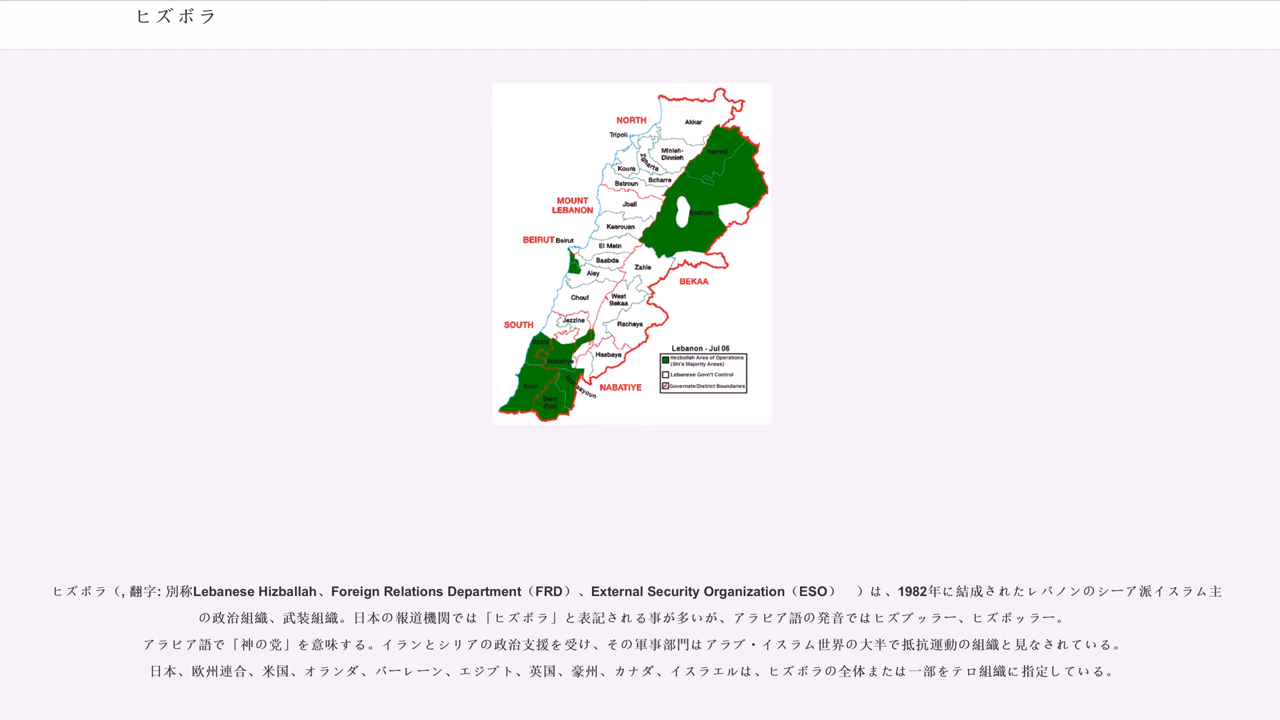 ヒズボラ
NORTH
Akkar
Tripoli
Miniah-
Dinnieh
Hermel
Zgharta
Koura
Bcharre
Batroun
MOUNT
LEBANON
Jbail
Baalbek
Kesrouan
BEIRUT Beirut
El Metn
Baabda
Zahle
Aley
BEKAA
Chouf
West
Bekaa
SOUTH
Jezzine
Rachaya
Saida
Lebanon - Jul 06
Hasbaya
Nabatiye
Hezbollah Area of Operations
(Shi'a Majority Areas)
Lebanese Gov't Control
Sour
Marjaayoun
NABATIYE
Governate/District Boundaries
Bent
Jbail
ヒズボラ（, 翻字: 別称Lebanese Hizballah、Foreign Relations Department（FRD）、External Security Organization（ESO）　）は、1982年に結成されたレバノンのシーア派イスラム主
の政治組織、武装組織。日本の報道機関では「ヒズボラ」と表記される事が多いが、アラビア語の発音ではヒズブッラー、ヒズボッラー。
アラビア語で「神の党」を意味する。イランとシリアの政治支援を受け、その軍事部門はアラブ・イスラム世界の大半で抵抗運動の組織と見なされている。
日本、欧州連合、米国、オランダ、バーレーン、エジプト、英国、豪州、カナダ、イスラエルは、ヒズボラの全体または一部をテロ組織に指定している。